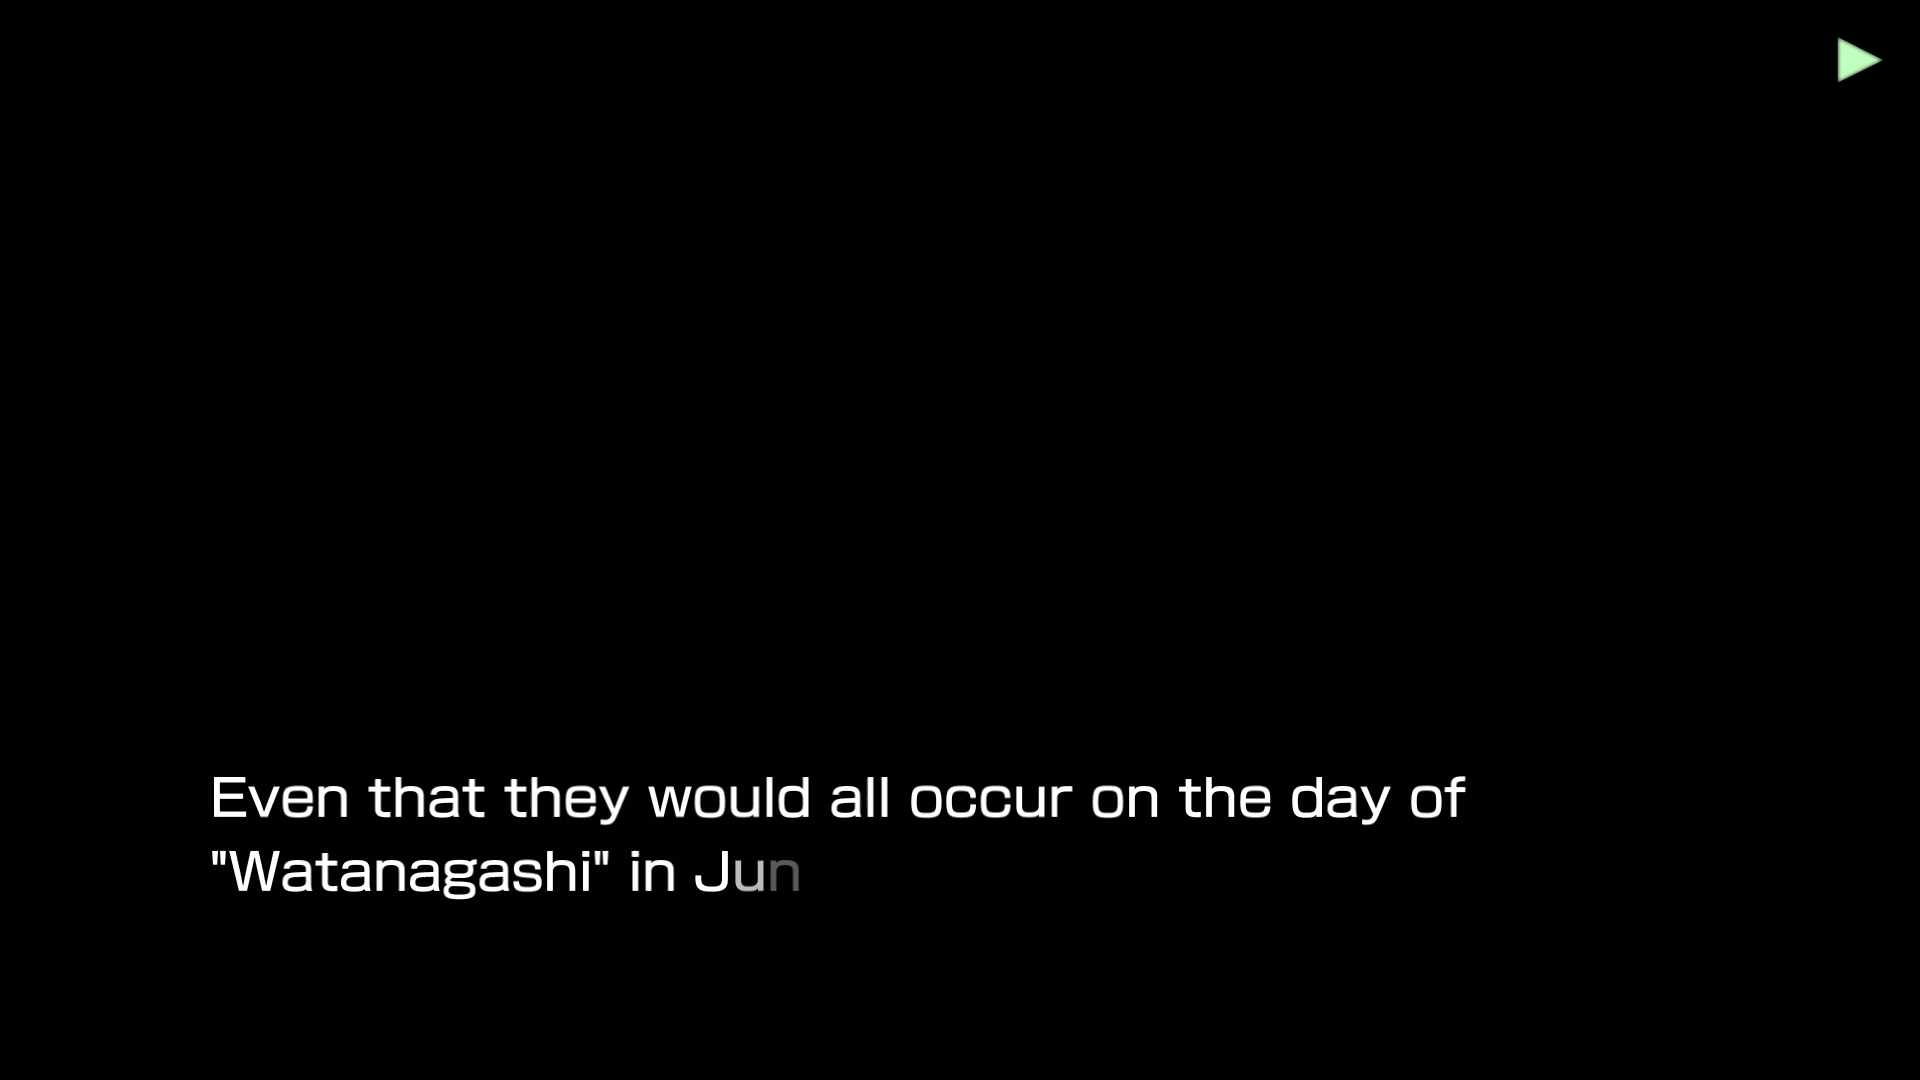 Even that they would all occur on the day of
"Watanagashi" in Jun